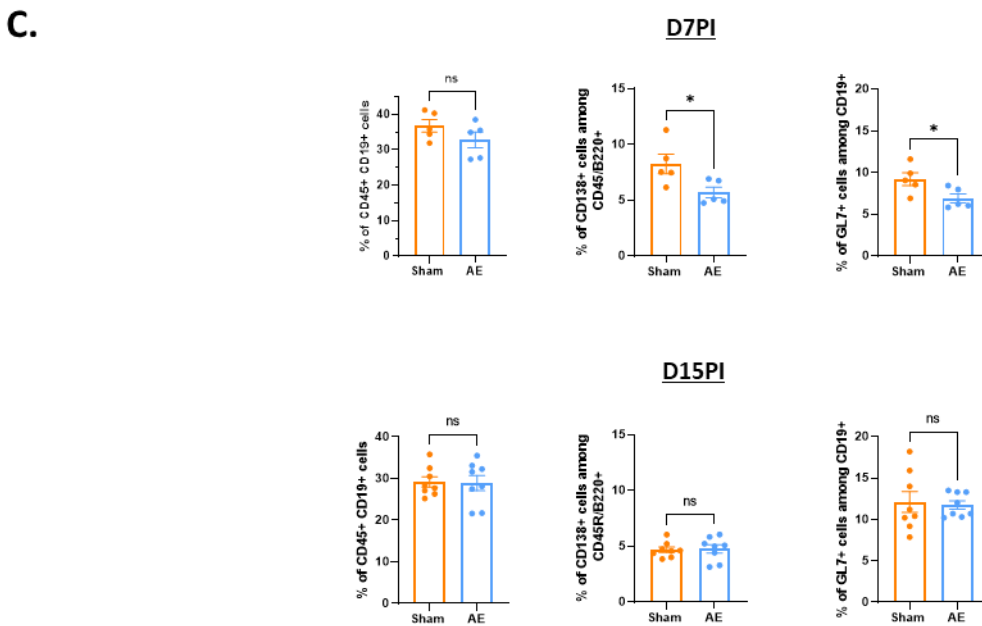 C.
D7PI
% of CD45+ CD19+ cells
40
30
20
10
0
ns
Sham AE
% of CD138+ cells among
CD45/B220+
15
10
5
0
*
Sham AE
% of GL7+ cells among CD19+
20
15
10
5
0
*
Sham AE
D15PI
% of CD45+ CD19+ cells
40
30
20
10
0
ns
Sham AE
% of CD138+ cells among
CD45R/B220+
15
10
5
0
ns
Sham AE
% of GL7+ cells among CD19+
20
15
10
5
0
ns
Sham AE